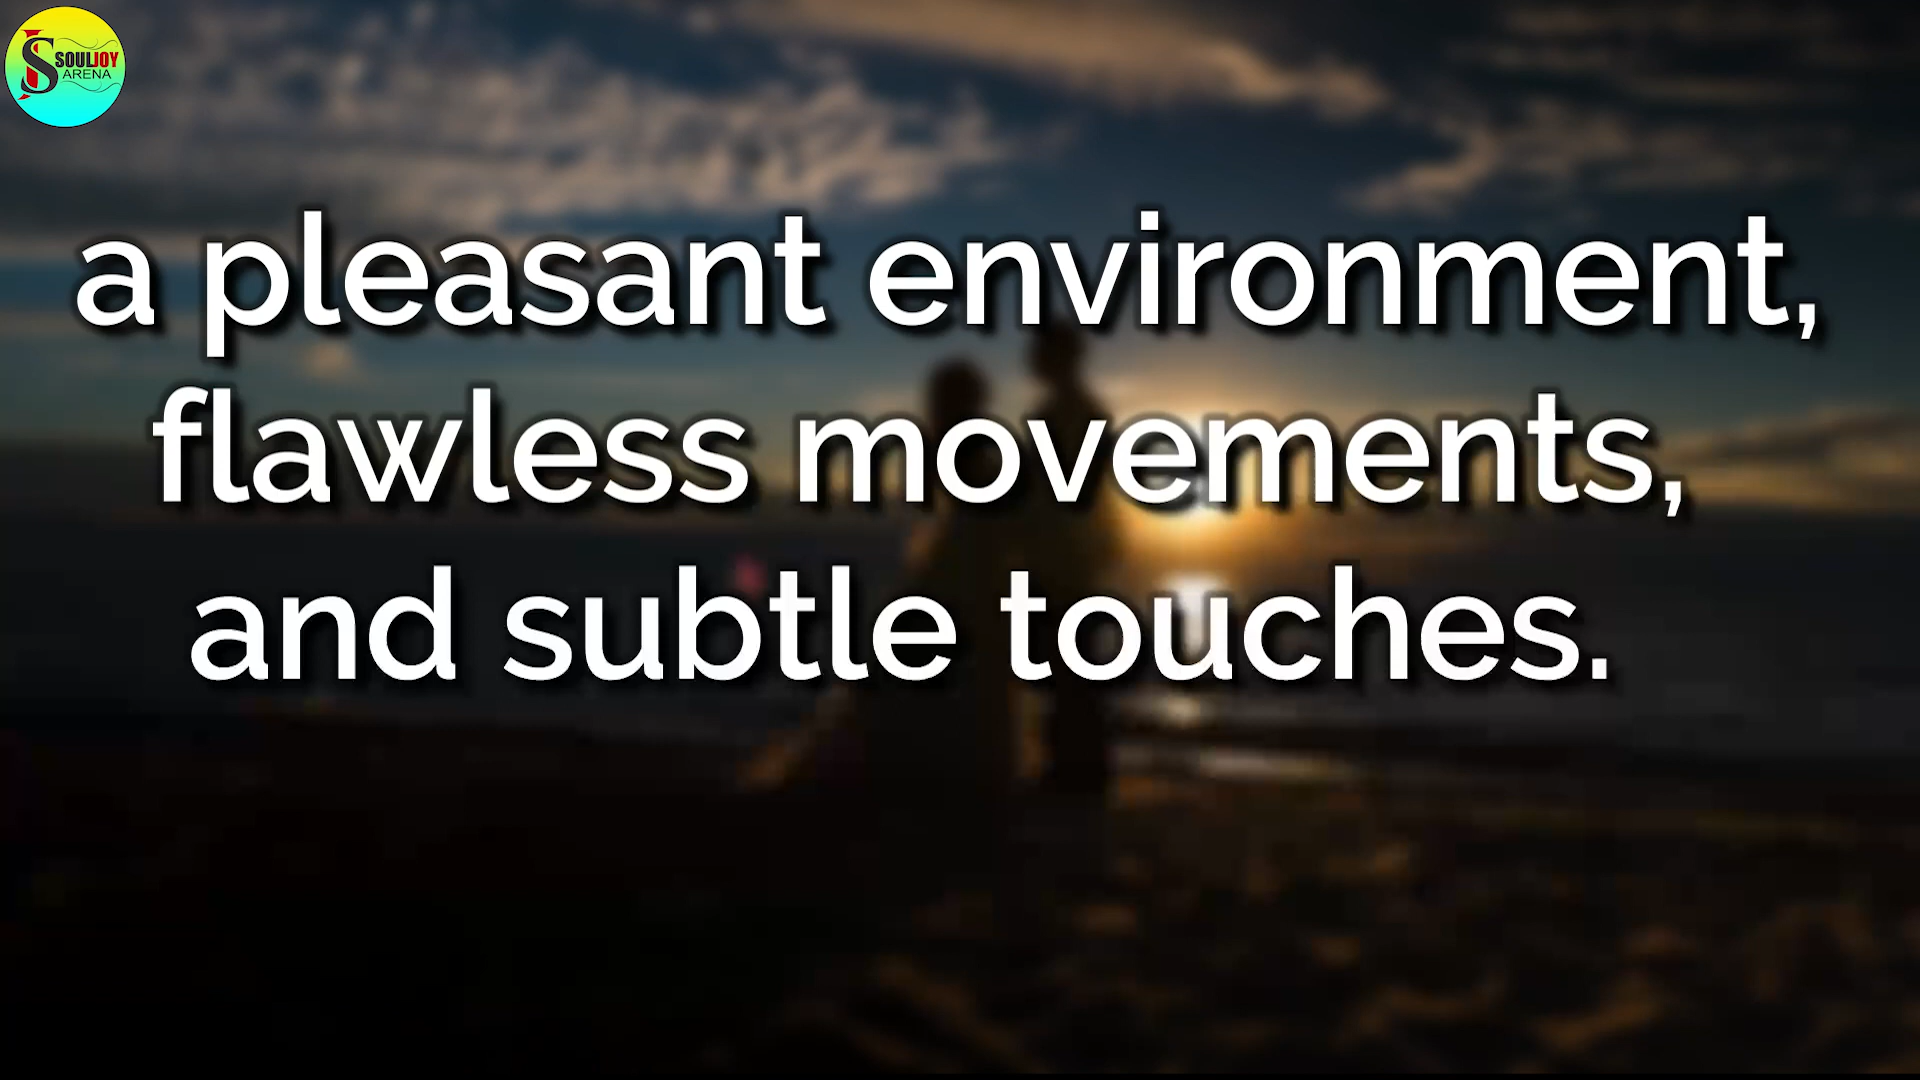 SOULJOY
ARENA
a pleasant environment,
flawless movements,
and subtle touches.